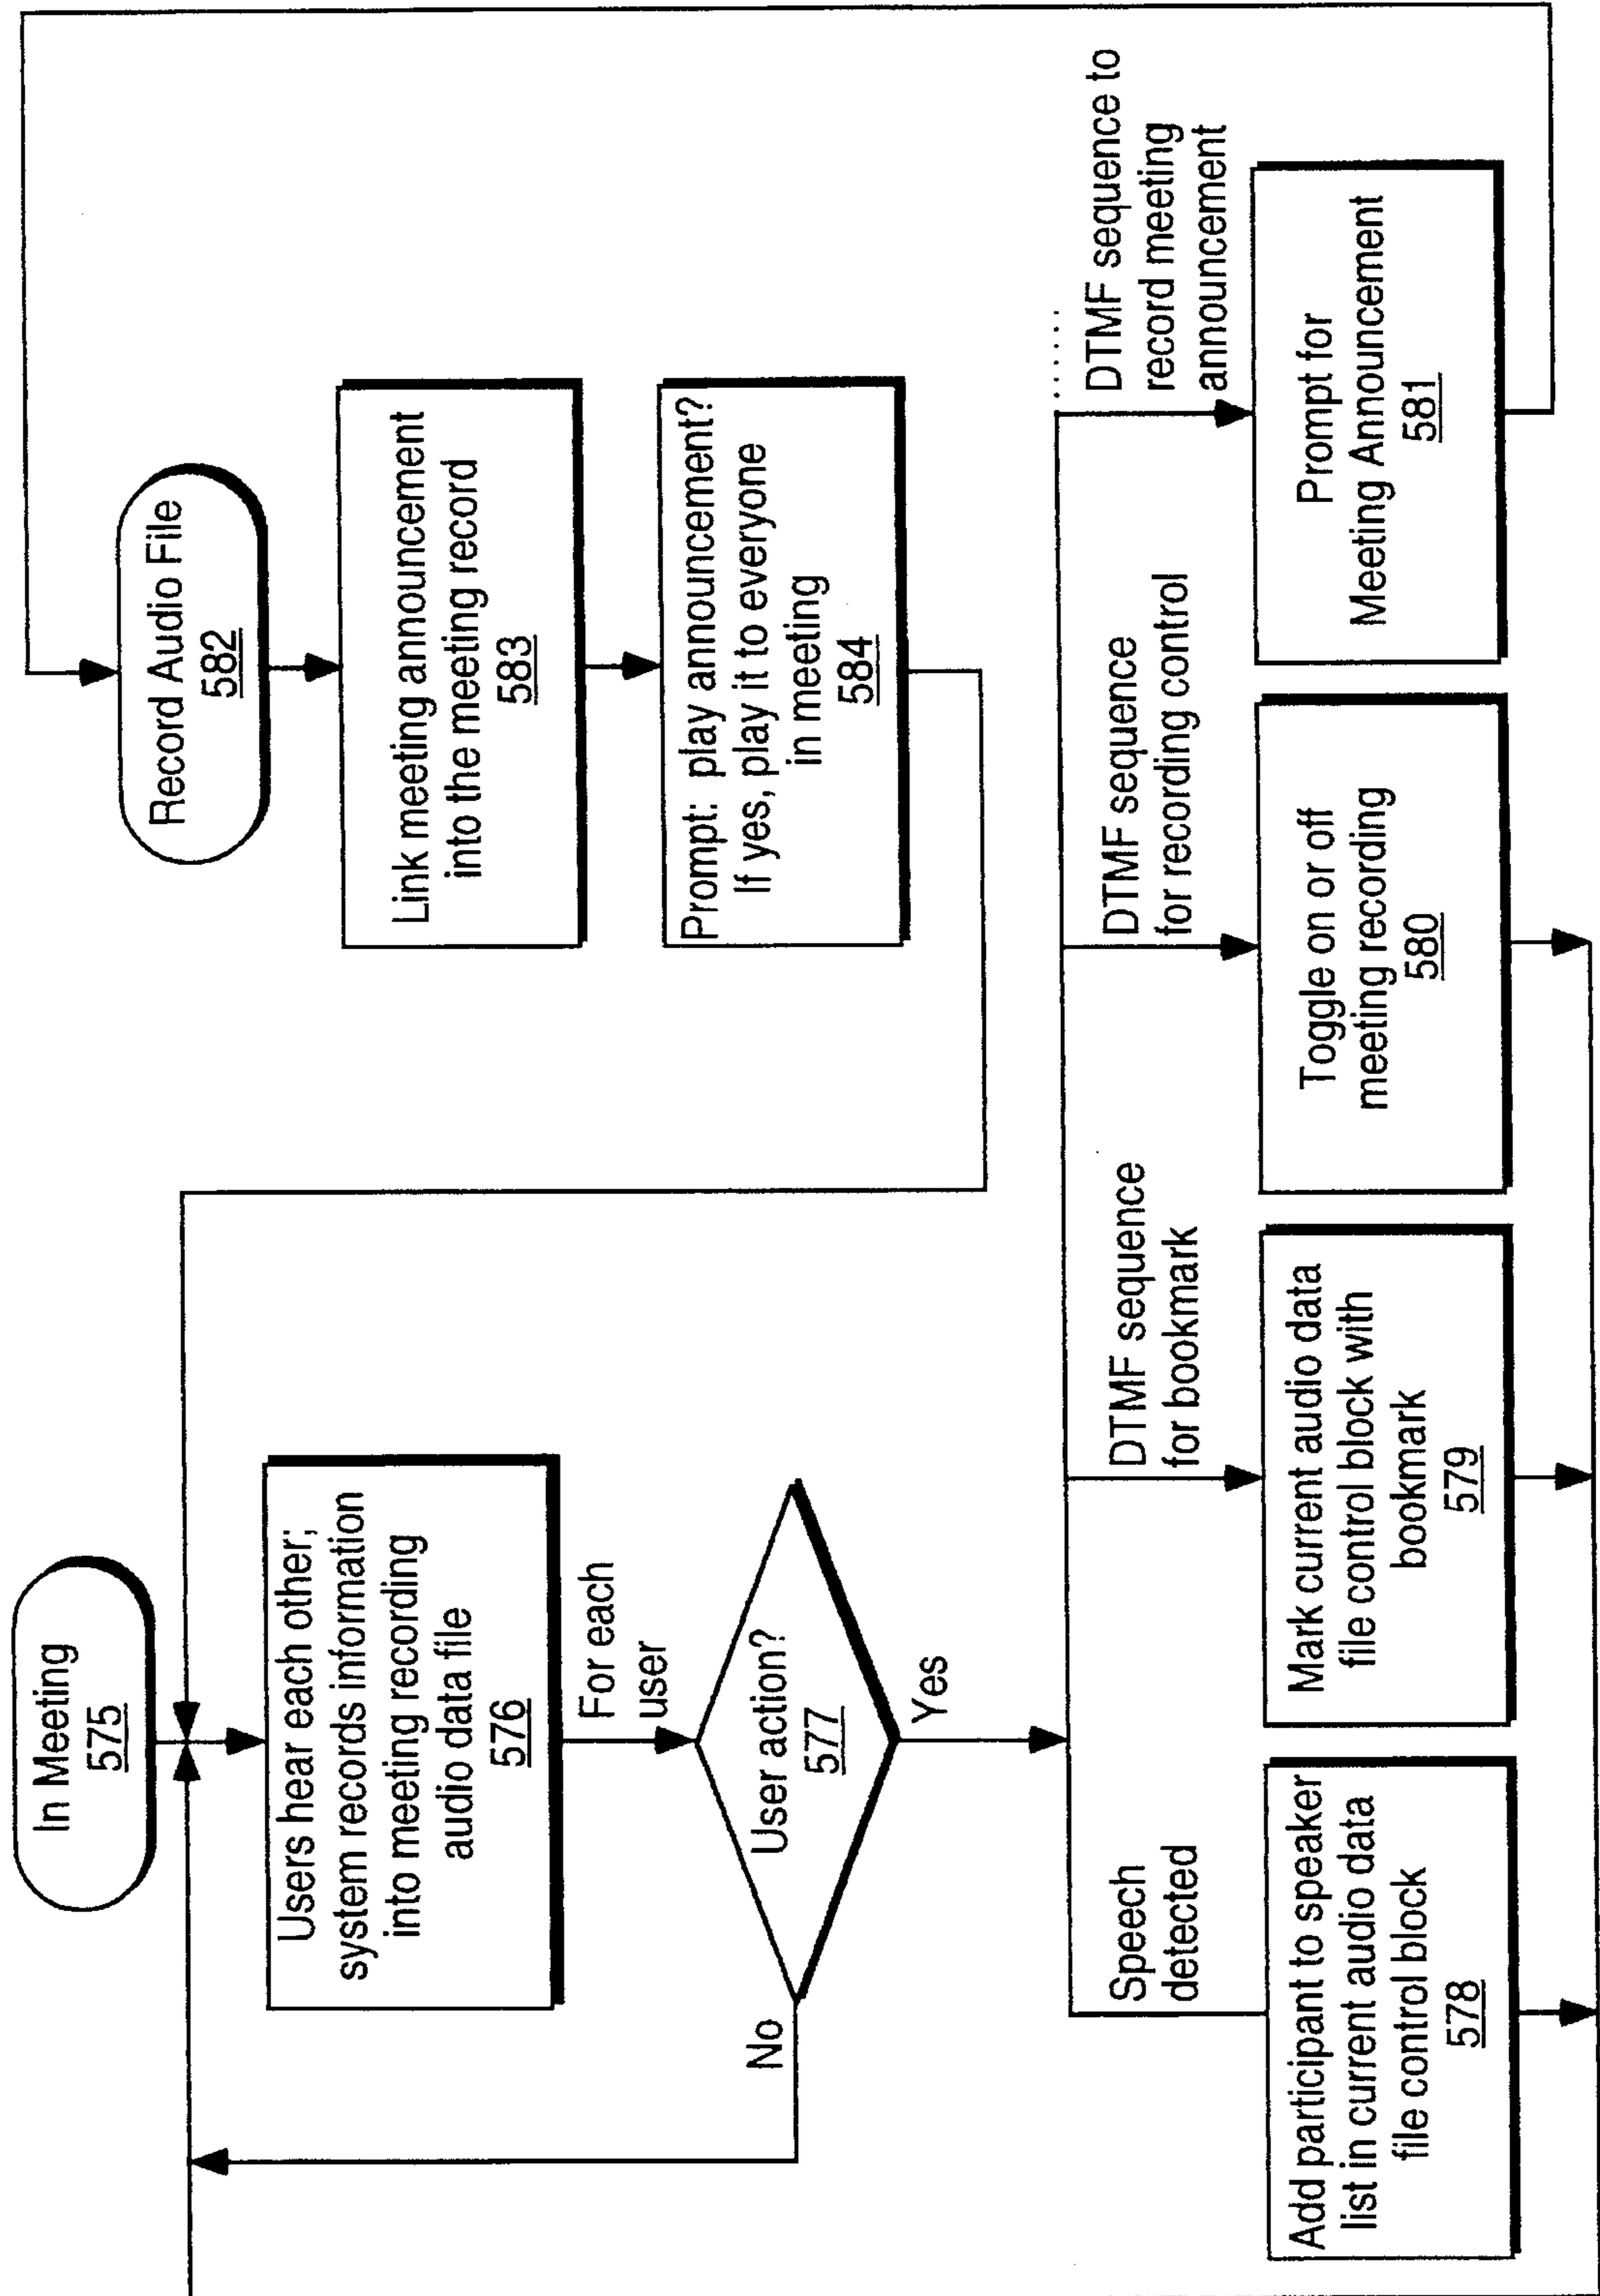 In Meeting
575
Users hear each other;
system records information
into meeting recording
audio data file
576
For each
user
User action?
577
No
Yes
Record Audio File
582
Link meeting announcement
into the meeting record
583
Prompt: play announcement?
If yes, play it to everyone
in meeting
584
Speech
detected
DTMF sequence
for bookmark
DTMF sequence
for recording control
DTMF sequence to
record meeting
announcement
Add participant to speaker
list in current audio data
file control block
578
Mark current audio data
file control block with
bookmark
579
Toggle on or off
meeting recording
580
Prompt for
Meeting Announcement
581